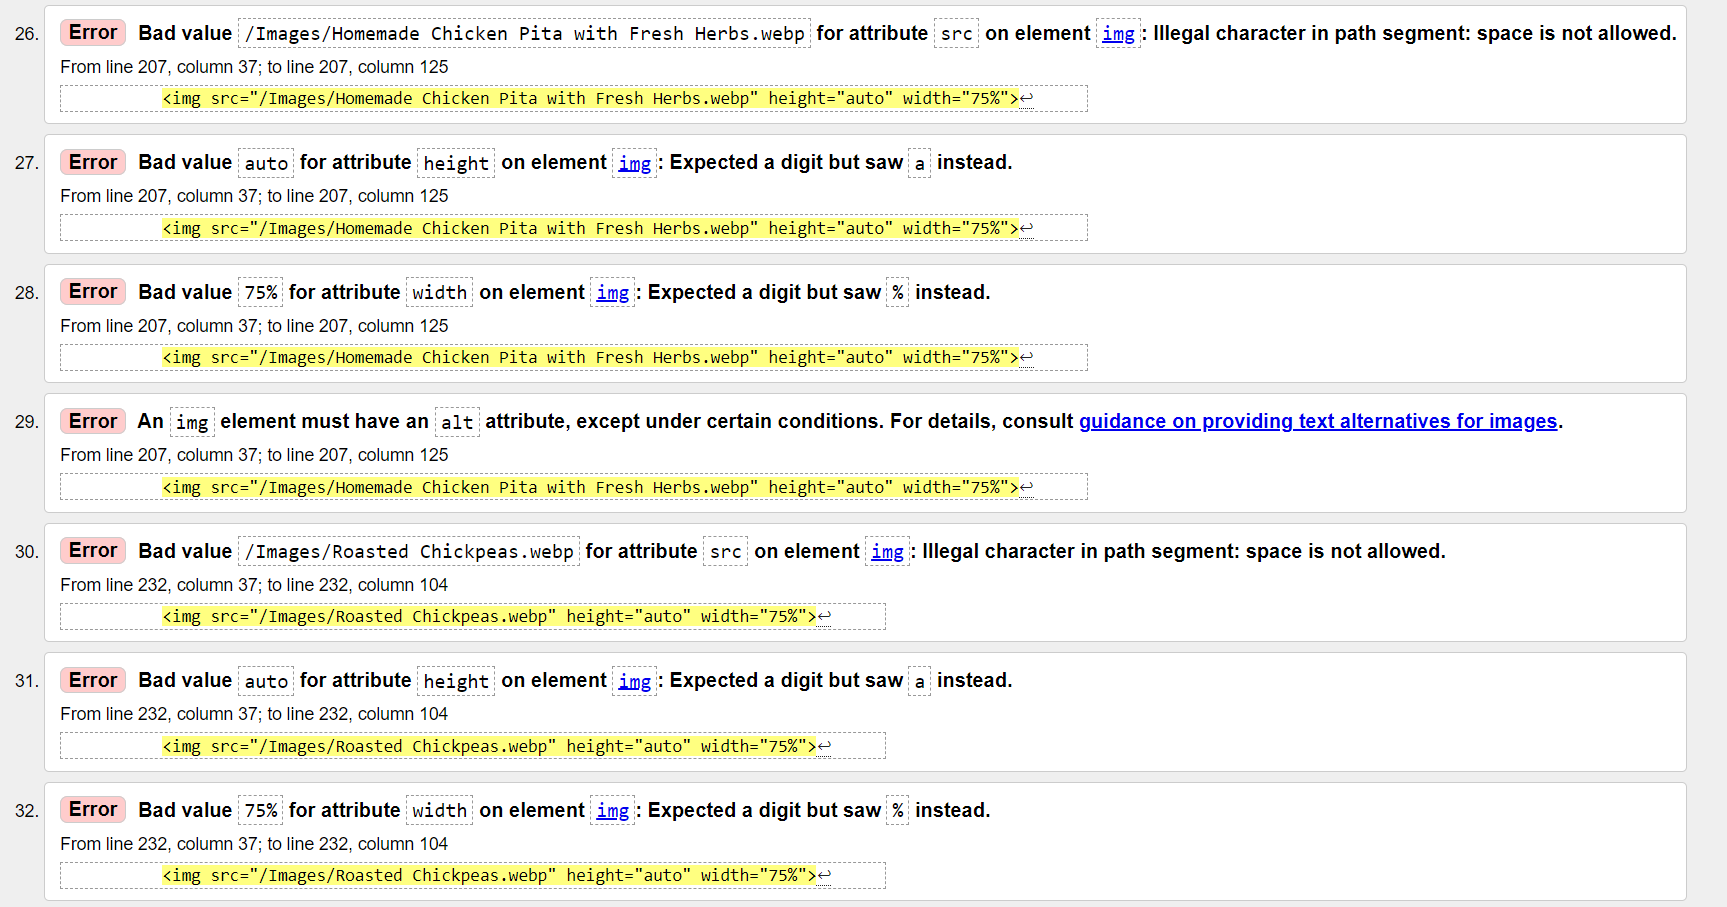 26. Error Bad value /Images/Homemade Chicken Pita with Fresh Herbs.webp for attribute src on element img: Illegal character in path segment: space is not allowed.
From line 207, column 37; to line 207, column 125
<img src="/Images/Homemade Chicken Pita with Fresh Herbs.webp" height="auto" width="75%">↩
27. Error Bad value auto for attribute height on element img: Expected a digit but saw a instead.
From line 207, column 37; to line 207, column 125
<img src="/Images/Homemade Chicken Pita with Fresh Herbs.webp" height="auto" width="75%">↩
28. Error Bad value 75% for attribute width on element img: Expected a digit but saw % instead.
From line 207, column 37; to line 207, column 125
<img src="/Images/Homemade Chicken Pita with Fresh Herbs.webp" height="auto" width="75%">↩
29. Error An img element must have an alt attribute, except under certain conditions. For details, consult guidance on providing text alternatives for images.
From line 207, column 37; to line 207, column 125
<img src="/Images/Homemade Chicken Pita with Fresh Herbs.webp" height="auto" width="75%">↩
30. Error Bad value /Images/Roasted Chickpeas.webp for attribute src on element img: Illegal character in path segment: space is not allowed.
From line 232, column 37; to line 232, column 104
<img src="/Images/Roasted Chickpeas.webp" height="auto" width="75%">↩
31. Error Bad value auto for attribute height on element img: Expected a digit but saw a instead.
From line 232, column 37; to line 232, column 104
<img src="/Images/Roasted Chickpeas.webp" height="auto" width="75%">↩
32. Error Bad value 75% for attribute width on element img: Expected a digit but saw % instead.
From line 232, column 37; to line 232, column 104
<img src="/Images/Roasted Chickpeas.webp" height="auto" width="75%">↩